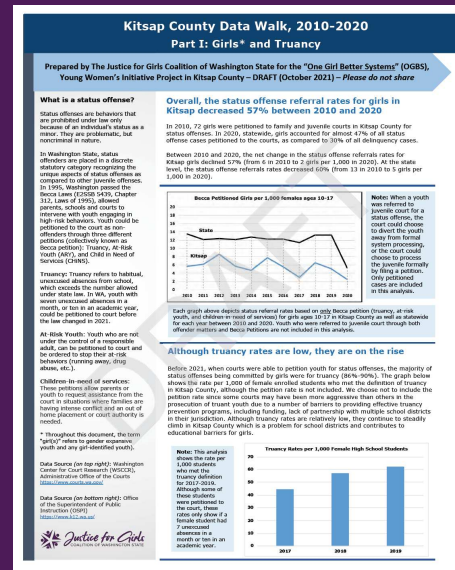 Kitsap County Data Walk, 2010-2020
Part I: Girls* and Truancy
Prepared by The Justice for Girls Coalition of Washington State for the "One Girl Better Systems" (OGBS),
Young Women's Initiative Project in Kitsap County – DRAFT (October 2021) – Please do not share
What is a status offense?
Status offenses are behaviors that
are prohibited under law only
because of an individual's status as a
minor. They are problematic, but
noncriminal in nature.
In Washington State, status
offenders are placed in a discrete
statutory category recognizing the
unique aspects of status offenses as
compared to other juvenile offenses.
In 1995, Washington passed the
Becca Laws (E2SSB 5439, Chapter
312, Laws of 1995), allowed
parents, schools and courts to
intervene with youth engaging in
high-risk behaviors. Youth could be
petitioned to the court as non-
offenders through three different
petitions (collectively known as
Becca petition): Truancy, At-Risk
Youth (ARY), and Child in Need of
Services (CHINS).
Truancy: Truancy refers to habitual,
unexcused absences from school,
which exceeds the number allowed
under state law. In WA, youth with
seven unexcused absences in a
month, or ten in an academic year,
could be petitioned to court before
the law changed in 2021.
At-Risk Youth: Youth who are not
under the control of a responsible
adult, can be petitioned to court and
be ordered to stop their at-risk
behaviors (running away, drug
abuse, etc.).
Children-in-need of services:
These petitions allow parents or
youth to request assistance from the
court in situations where families are
having intense conflict and an out of
home placement or court authority is
needed.
* Throughout this document, the term
"girl(s)" refers to gender expansive
youth and any girl-identified youth).
Data Source (on top right): Washington
Center for Court Research (WSCCR),
Administrative Office of the Courts
https://www.courts.wa.gov/
Data Source (on bottom right): Office
of the Superintendent of Public
Instruction (OSPI)
https://www.k12.wa.us/
Justice for Girls
COALITION OF WASHINGTON STATE
Overall, the status offense referral rates for girls in
Kitsap decreased 57% between 2010 and 2020
In 2010, 72 girls were petitioned to family and juvenile courts in Kitsap County for
status offenses. In 2020, statewide, girls accounted for almost 47% of all status
offense cases petitioned to the courts, as compared to 30% of all delinquency cases.
Between 2010 and 2020, the net change in the status offense referrals rates for
Kitsap girls declined 57% (from 6 in 2010 to 2 girls per 1,000 in 2020). At the state
level, the status offense referrals rates decreased 60% (from 13 in 2010 to 5 girls per
1,000 in 2020).
Becca Petitioned Girls per 1,000 females ages 10-17
20
18
16
14
12
10
8
6
4
2
0
State
Kitsap
2010 2011 2012 2013 2014 2015 2016 2017 2018 2019 2020
Note: When a youth
was referred to
juvenile court for a
status offense, the
court could choose
to divert the youth
away from formal
system processing,
or the court could
choose to process
the juvenile formally
by filing a petition.
Only petitioned
cases are included
in this analysis.
Each graph above depicts status referral rates based on only Becca petition (truancy, at-risk
youth, and children-in-need of services) for girls ages 10-17 in Kitsap County as well as statewide
for each year between 2010 and 2020. Youth who were referred to juvenile court through both
offender matters and Becca Petitions are not included in this analysis.
Although truancy rates are low, they are on the rise
Before 2021, when courts were able to petition youth for status offenses, the majority of
status offenses being committed by girls were for truancy (86%-90%). The graph below
shows the rate per 1,000 of female enrolled students who met the definition of truancy
in Kitsap County, although the petition rate is not included. We choose not to include the
petition rate since some courts may have been more aggressive than others in the
prosecution of truant youth due to a number of barriers to providing effective truancy
prevention programs, including funding, lack of partnership with multiple school districts
in their jurisdiction. Although truancy rates are relatively low, they continue to steadily
climb in Kitsap County which is a problem for school districts and contributes to
educational barriers for girls.
Note: This analysis
shows the rate per
1,000 students
who met the
truancy definition
for 2017-2019.
Although some of
these students
were petitioned to
the court, these
rates only show if a
female student had
7 unexcused
absences in a
month or ten in an
academic year.
Truancy Rates per 1,000 Female High School Students
70
60
50
40
30
20
10
0
2017 2018 2019
DRAFT